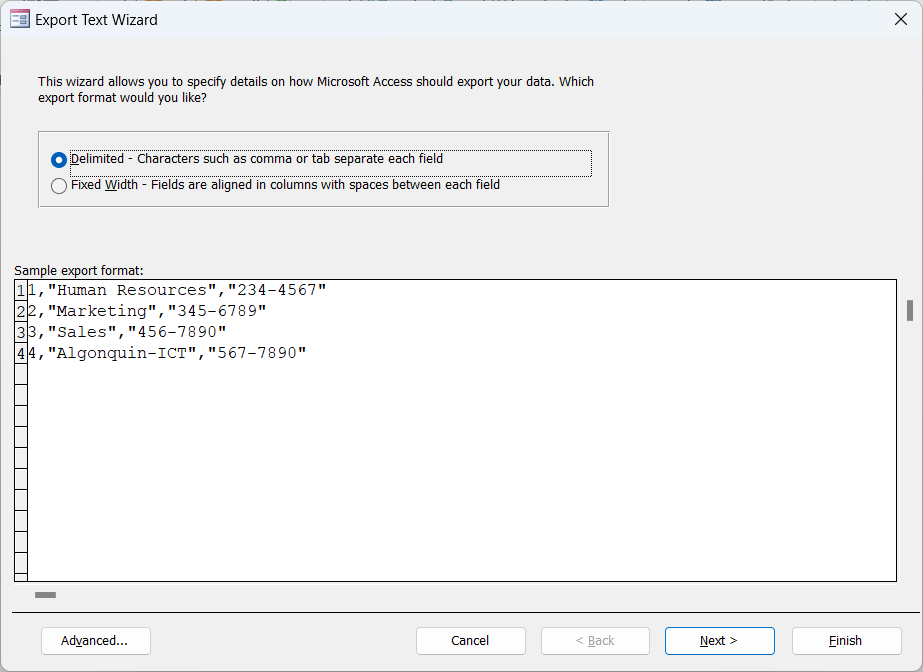 Export Text Wizard
This wizard allows you to specify details on how Microsoft Access should export your data. Which
export format would you like?
Delimited - Characters such as comma or tab separate each field
Fixed Width - Fields are aligned in columns with spaces between each field
Sample export format:
1 1,"Human Resources","234-4567"
2 2,"Marketing","345-6789"
3 3,"Sales","456-7890"
4 4,"Algonquin-ICT","567-7890"
Advanced... Cancel < Back Next > Finish